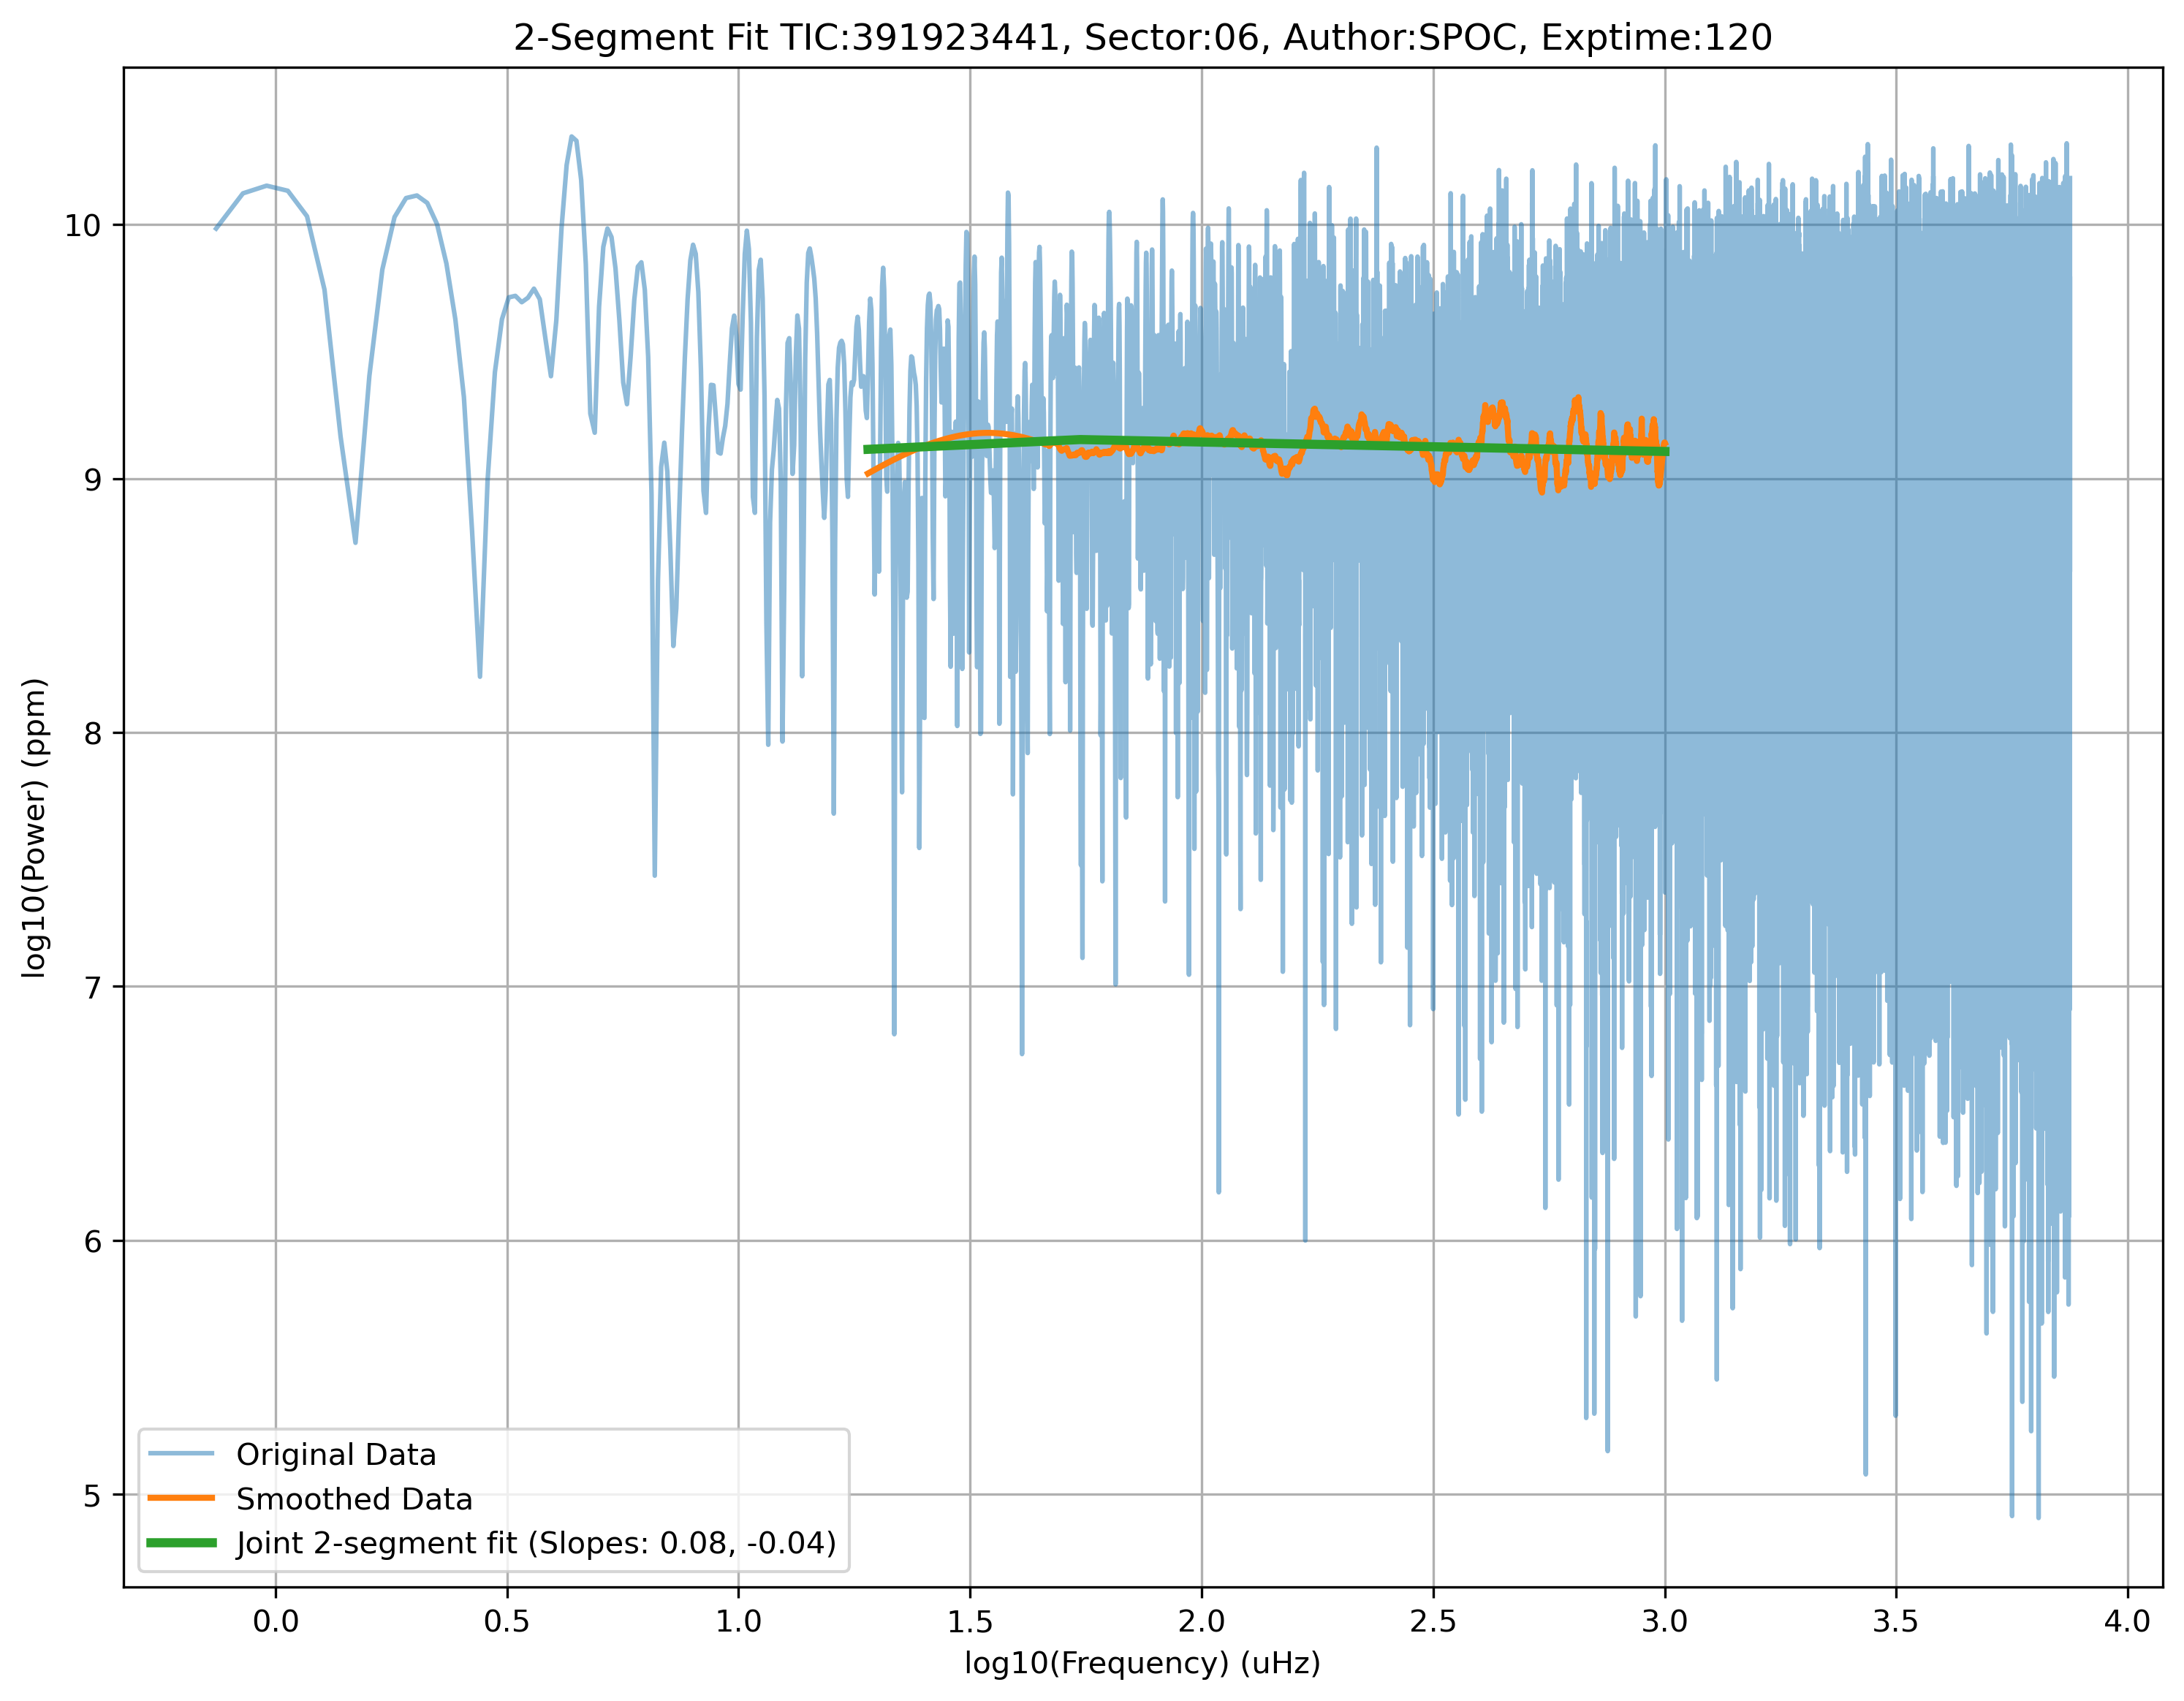 2-Segment Fit TIC:391923441, Sector:06, Author:SPOC, Exptime:120
log10(Power) (ppm)
10
9
8
7
6
5
Original Data
Smoothed Data
Joint 2-segment fit (Slopes: 0.08, -0.04)
0.0 0.5 1.0 1.5 2.0 2.5 3.0 3.5 4.0
log10(Frequency) (uHz)